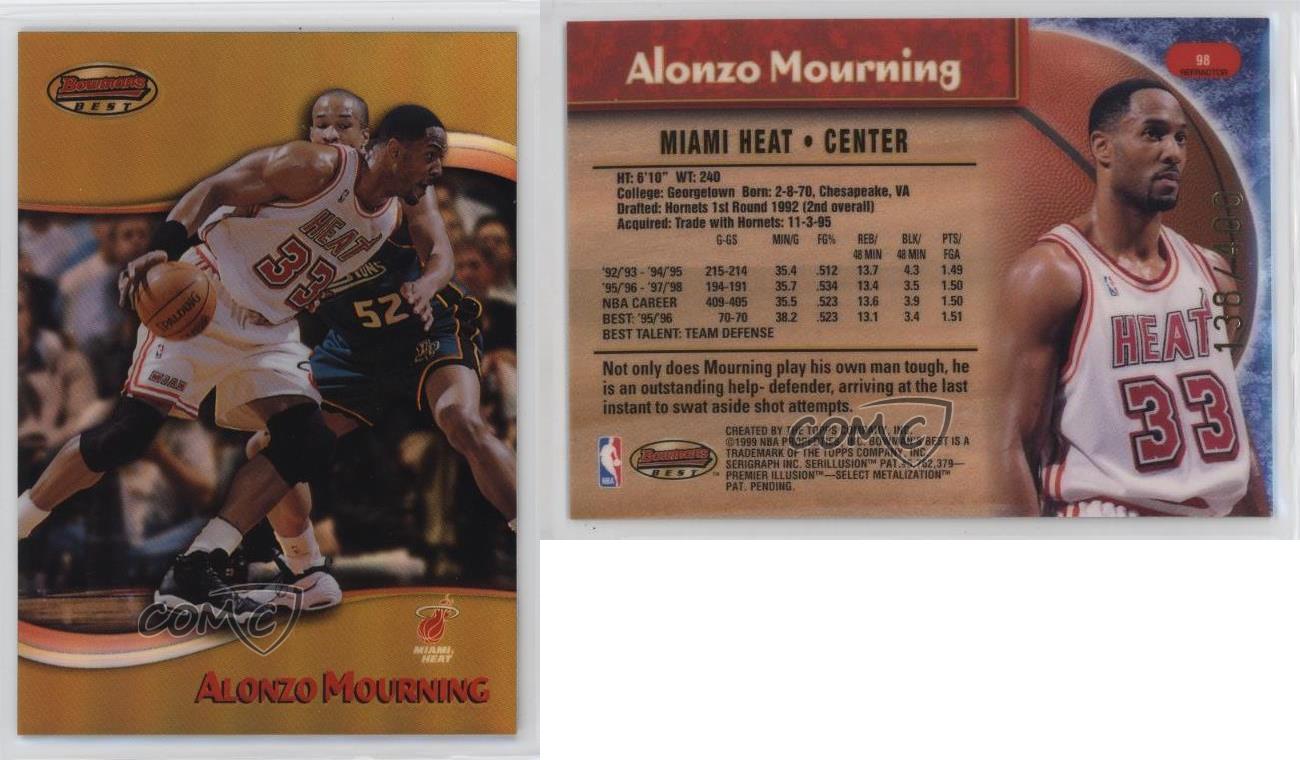 Bowman's
BEST
HEAT
33
PISTONS
52
SPALDING
MIAMI
COMC
MIAMI
HEAT
ALONZO MOURNING
Alonzo Mourning
98
REFRACTOR
MIAMI HEAT • CENTER
HT: 6'10" WT: 240
College: Georgetown Born: 2-8-70, Chesapeake, VA
Drafted: Hornets 1st Round 1992 (2nd overall)
Acquired: Trade with Hornets: 11-3-95
G-GS MIN/G FG% REB/ BLK/ PTS/
48 MIN 48 MIN FGA
'92/'93 - '94/'95 215-214 35.4 .512 13.7 4.3 1.49
'95/'96 - '97/'98 194-191 35.7 .534 13.4 3.5 1.50
NBA CAREER 409-405 35.5 .523 13.6 3.9 1.50
BEST: '95/'96 70-70 38.2 .523 13.1 3.4 1.51
BEST TALENT: TEAM DEFENSE
Not only does Mourning play his own man tough, he
is an outstanding help- defender, arriving at the last
instant to swat aside shot attempts.
CREATED BY THE TOPPS COMPANY, INC.
©1999 NBA PROPERTIES, INC. BOWMAN'S BEST IS A
TRADEMARK OF THE TOPPS COMPANY, INC.
SERIGRAPH INC. SERILLUSION™ PAT.
PREMIER ILLUSION™—SELECT METALIZATION™
PAT. PENDING.
NBA
Bowman's
BEST
COMC
HEAT
33
138/400